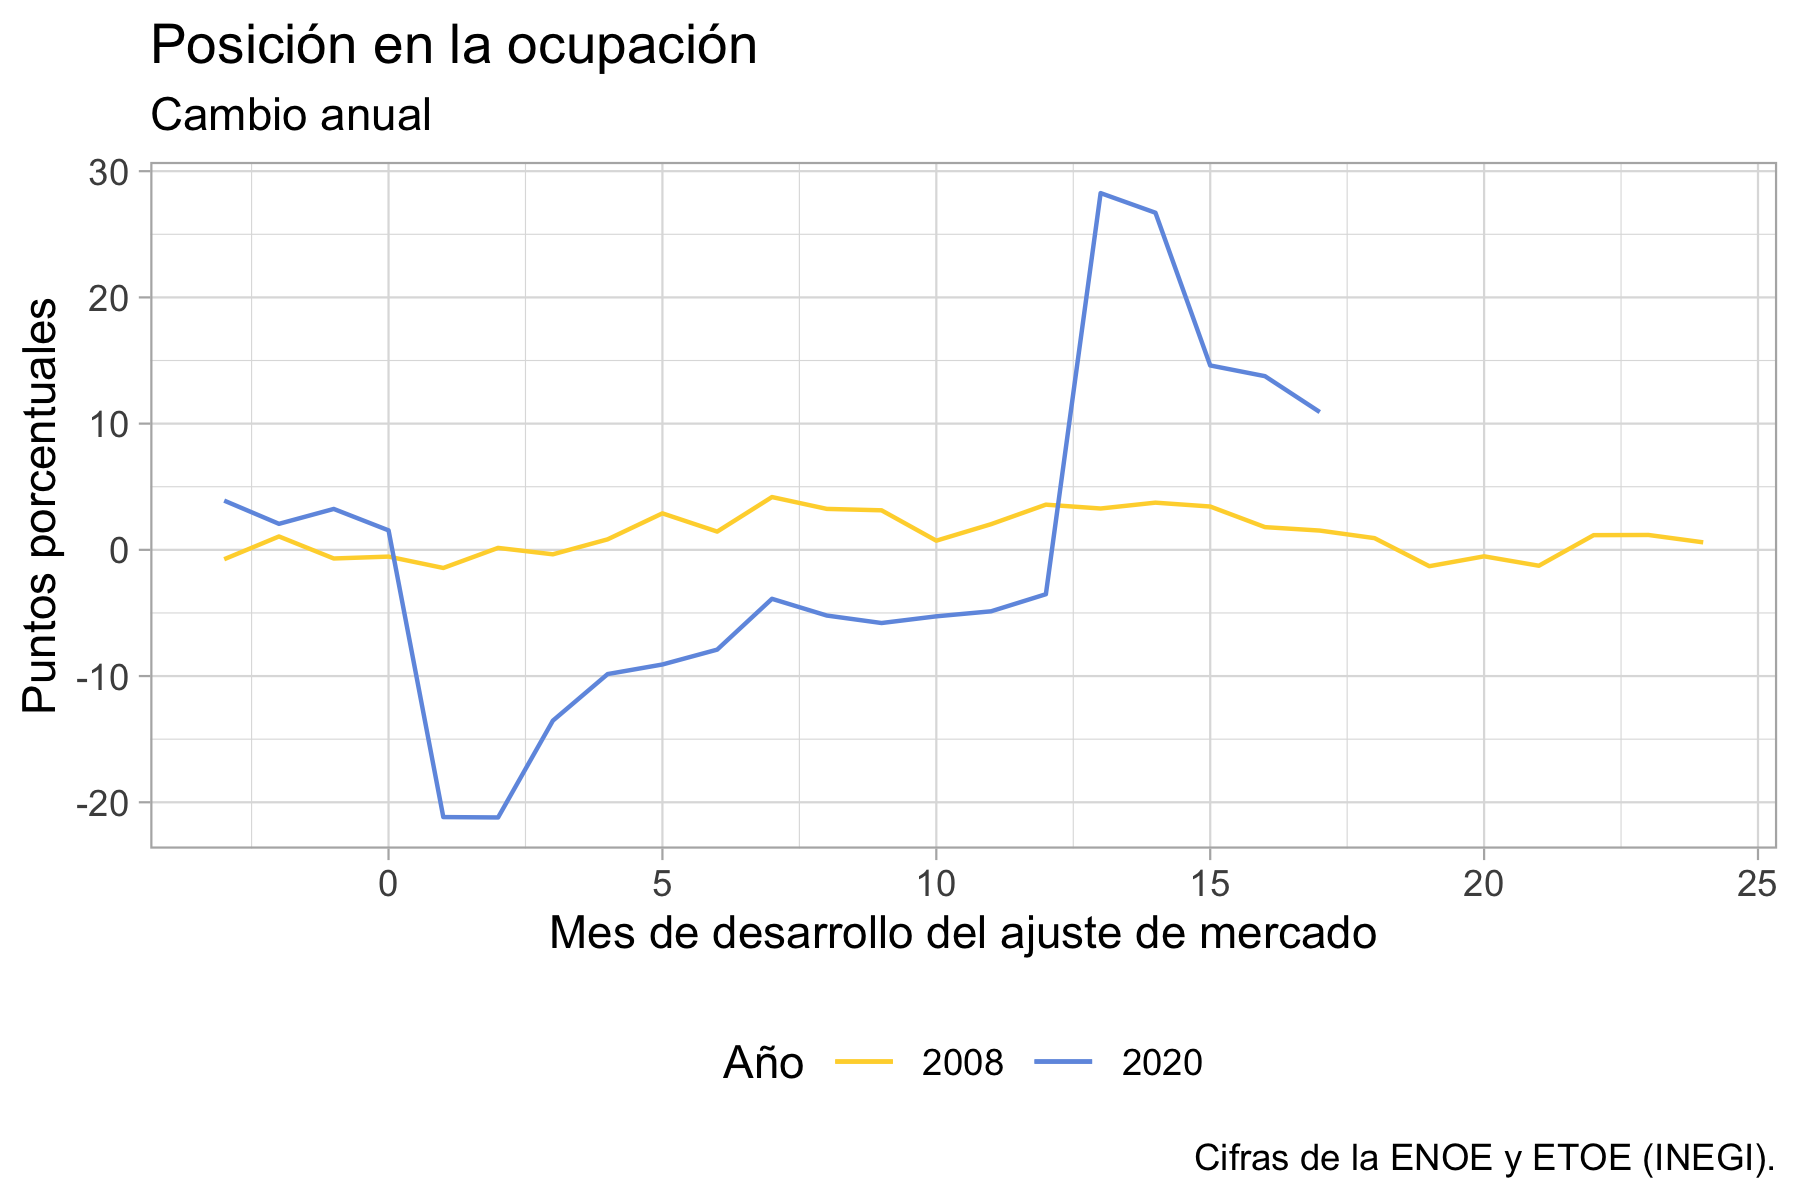 Posición en la ocupación
Cambio anual
30
20
10
0
-10
-20
Puntos porcentuales
0 5 10 15 20 25
Mes de desarrollo del ajuste de mercado
Año 2008 2020
Cifras de la ENOE y ETOE (INEGI).